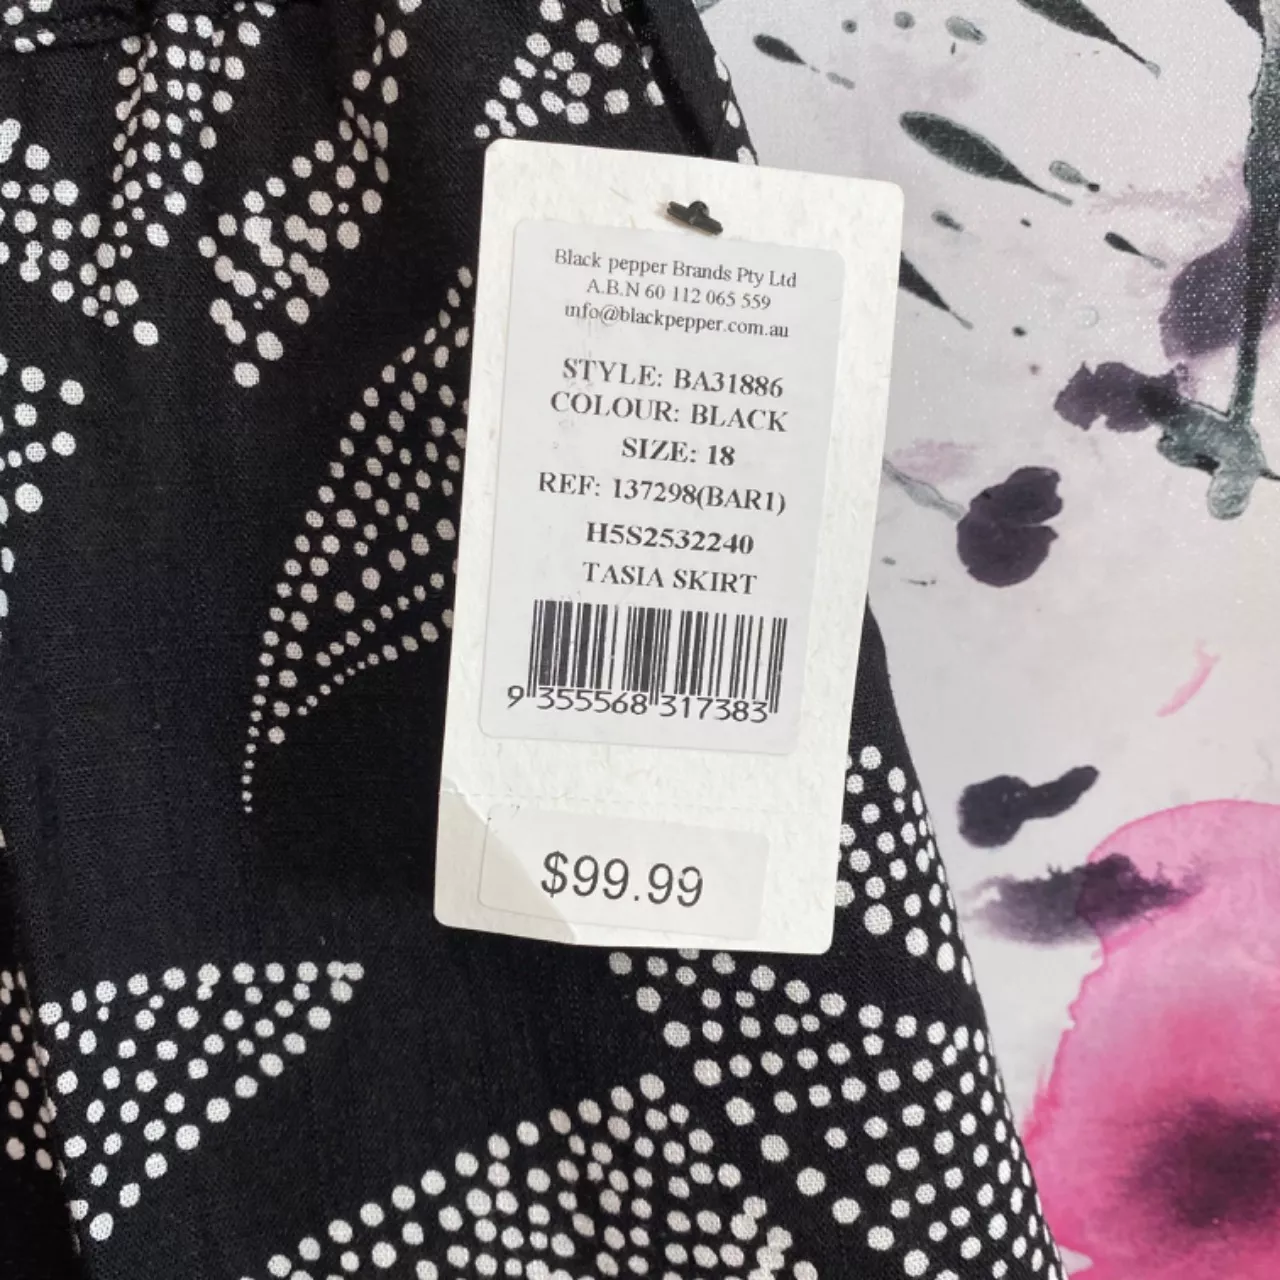 Black pepper Brands Pty Ltd
A.B.N 60 112 065 559
info@blackpepper.com.au
STYLE: BA31886
COLOUR: BLACK
SIZE: 18
REF: 137298(BAR1)
H5S2532240
TASIA SKIRT
9 355568 317383
$99.99